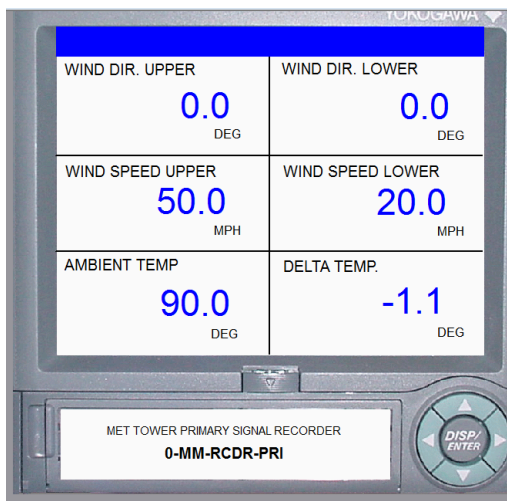 YOKOGAWA
WIND DIR. UPPER
0.0
DEG
WIND DIR. LOWER
0.0
DEG
WIND SPEED UPPER
50.0
MPH
WIND SPEED LOWER
20.0
MPH
AMBIENT TEMP
90.0
DEG
DELTA TEMP.
-1.1
DEG
MET TOWER PRIMARY SIGNAL RECORDER
0-MM-RCDR-PRI
DISP/
ENTER